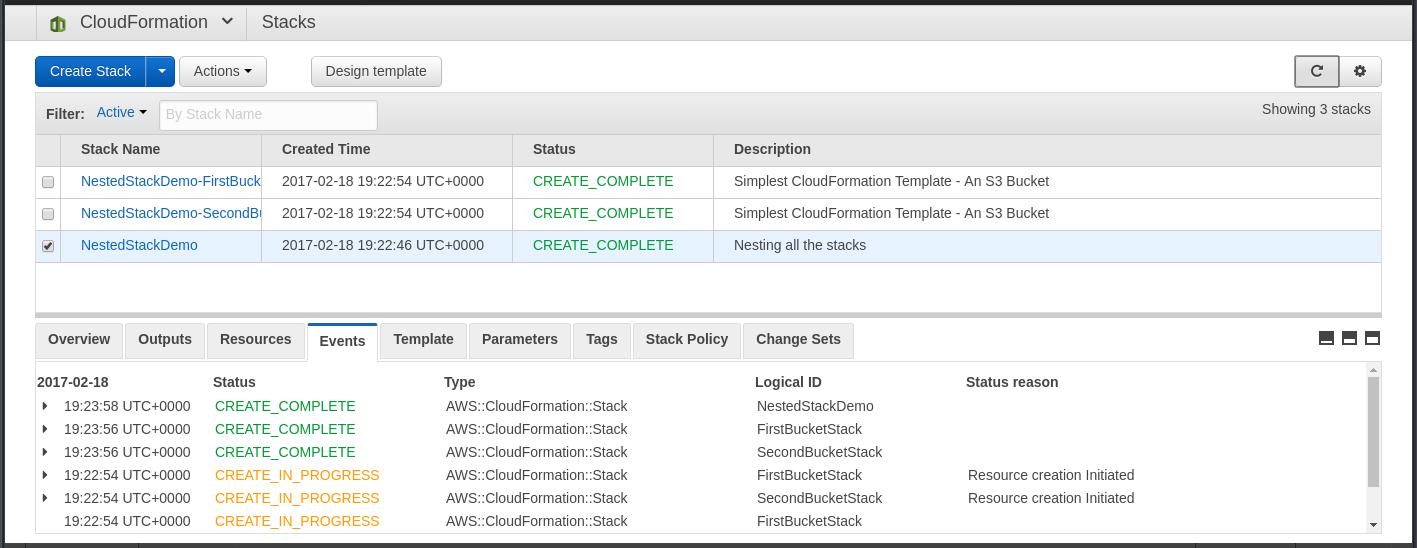 CloudFormation Stacks
Create Stack Actions Design template
Filter: Active By Stack Name Showing 3 stacks
Stack Name Created Time Status Description
NestedStackDemo-FirstBuck 2017-02-18 19:22:54 UTC+0000 CREATE_COMPLETE Simplest CloudFormation Template - An S3 Bucket
NestedStackDemo-SecondBu 2017-02-18 19:22:54 UTC+0000 CREATE_COMPLETE Simplest CloudFormation Template - An S3 Bucket
NestedStackDemo 2017-02-18 19:22:46 UTC+0000 CREATE_COMPLETE Nesting all the stacks
Overview Outputs Resources Events Template Parameters Tags Stack Policy Change Sets
2017-02-18 Status Type Logical ID Status reason
19:23:58 UTC+0000 CREATE_COMPLETE AWS::CloudFormation::Stack NestedStackDemo
19:23:56 UTC+0000 CREATE_COMPLETE AWS::CloudFormation::Stack FirstBucketStack
19:23:56 UTC+0000 CREATE_COMPLETE AWS::CloudFormation::Stack SecondBucketStack
19:22:54 UTC+0000 CREATE_IN_PROGRESS AWS::CloudFormation::Stack FirstBucketStack Resource creation Initiated
19:22:54 UTC+0000 CREATE_IN_PROGRESS AWS::CloudFormation::Stack SecondBucketStack Resource creation Initiated
19:22:54 UTC+0000 CREATE_IN_PROGRESS AWS::CloudFormation::Stack FirstBucketStack